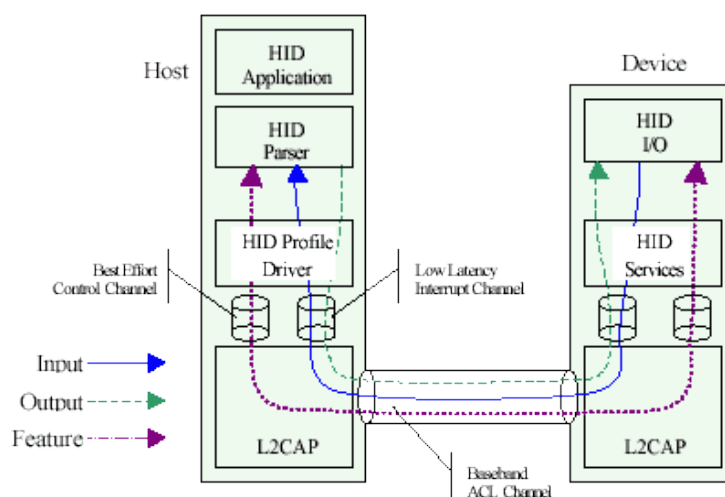 Host
HID
Application
HID
Parser
HID Profile
Driver
Best Effort
Control Channel
Low Latency
Interrupt Channel
L2CAP
Device
HID
I/O
HID
Services
L2CAP
Baseband
ACL Channel
Input
Output
Feature